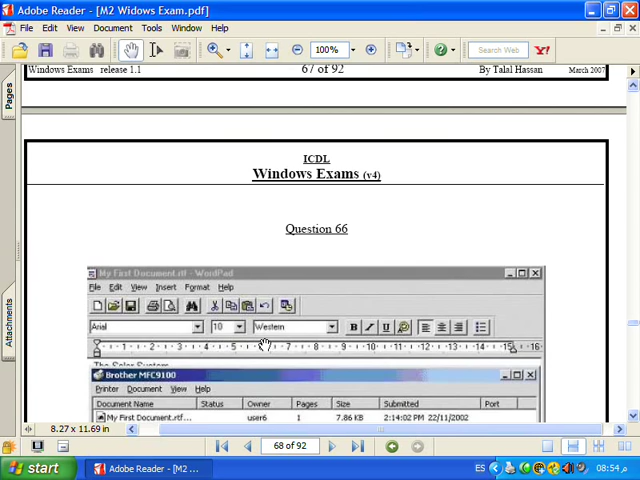 Adobe Reader - [M2 Widows Exam.pdf]
File Edit View Document Tools Window Help
100% Search Web Y!
Pages
Windows Exams release 1.1 67 of 92 By Talal Hassan March 2007
ICDL
Windows Exams (v4)
Question 66
My First Document.rtf - WordPad
File Edit View Insert Format Help
Arial 10 Western B I U
1 2 3 4 5 6 7 8 9 10 11 12 13 14 15 16
The Solar System
Brother MFC9100
Printer Document View Help
Document Name Status Owner Pages Size Submitted Port
My First Document.rtf... user6 1 7.86 KB 2:14:02 PM 22/11/2002
Attachments
8.27 x 11.69 in
68 of 92
start Adobe Reader - [M2 ... ES 08:54 م